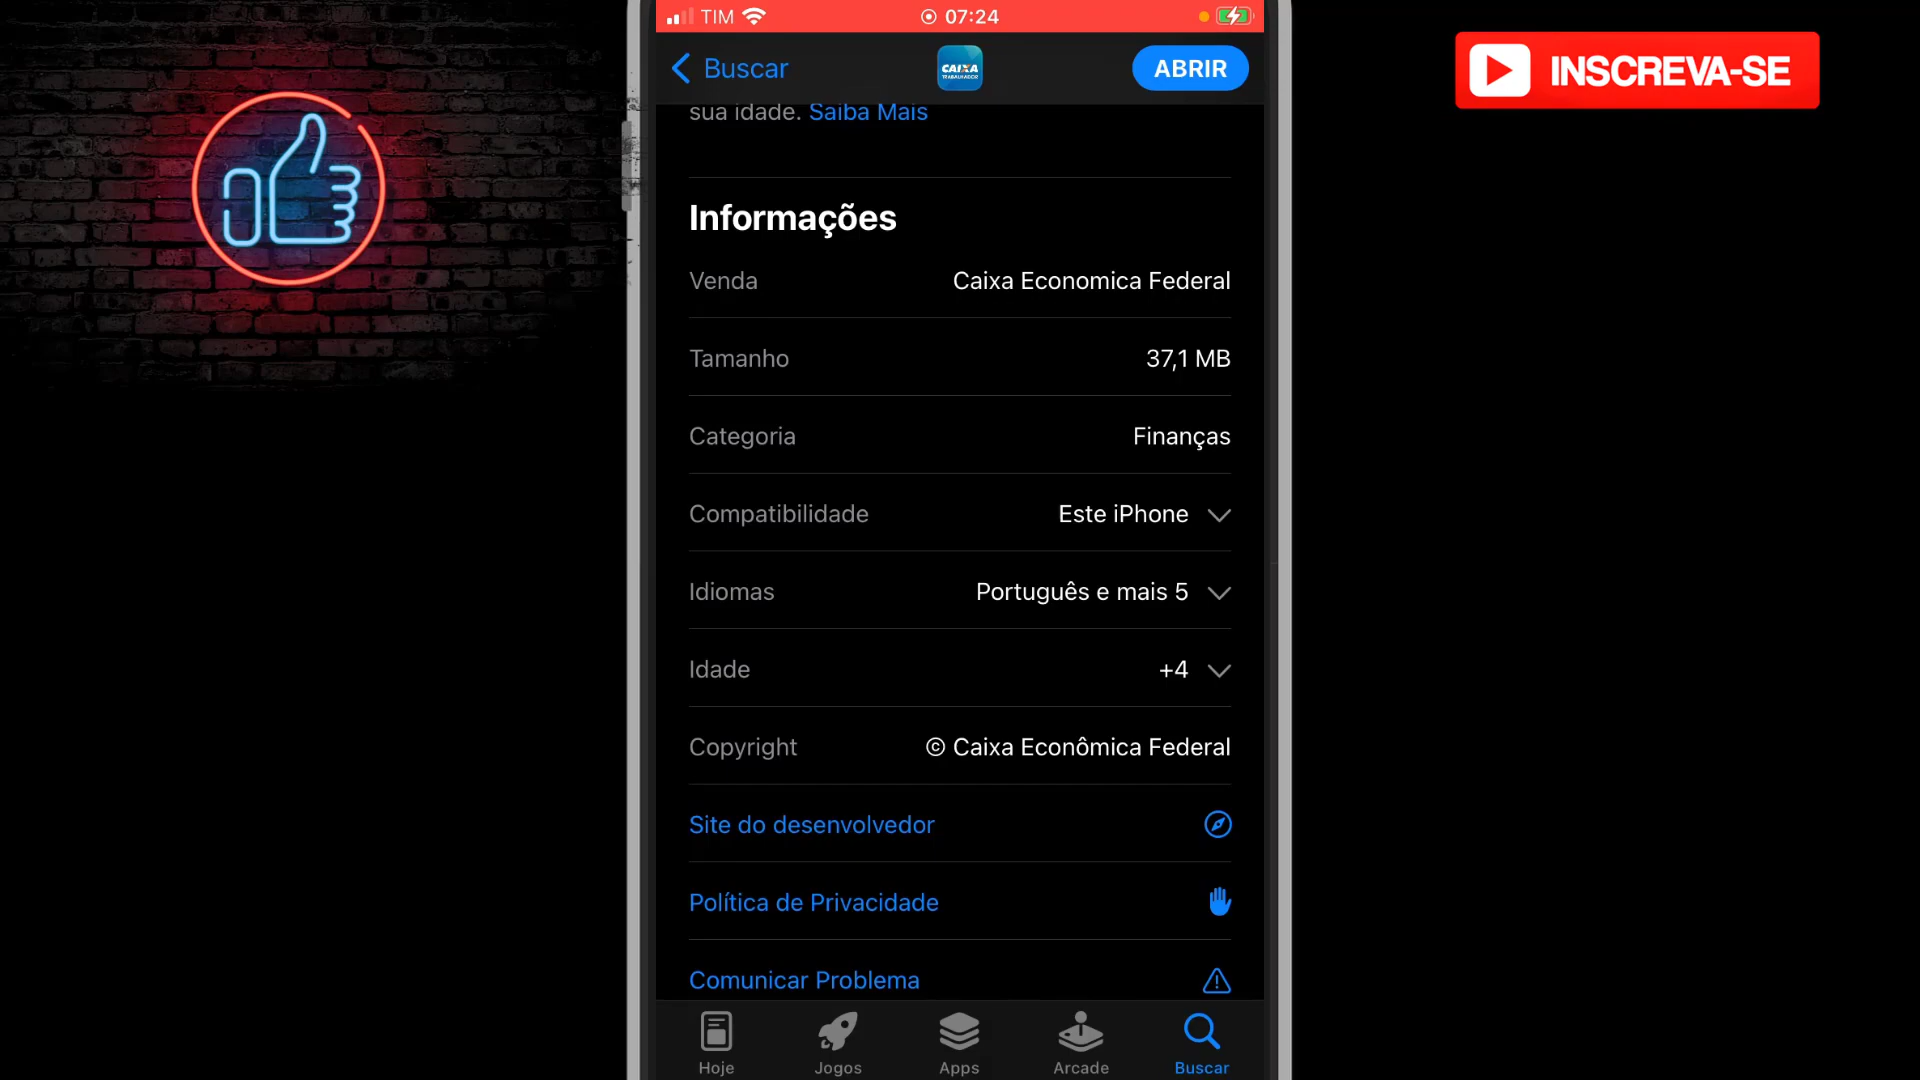 TIM 07:24
Buscar
CAIXA
TRABALHADOR
ABRIR
INSCREVA-SE
sua idade. Saiba Mais
Informações
Venda Caixa Economica Federal
Tamanho 37,1 MB
Categoria Finanças
Compatibilidade Este iPhone
Idiomas Português e mais 5
Idade +4
Copyright © Caixa Econômica Federal
Site do desenvolvedor
Política de Privacidade
Comunicar Problema
Hoje Jogos Apps Arcade Buscar